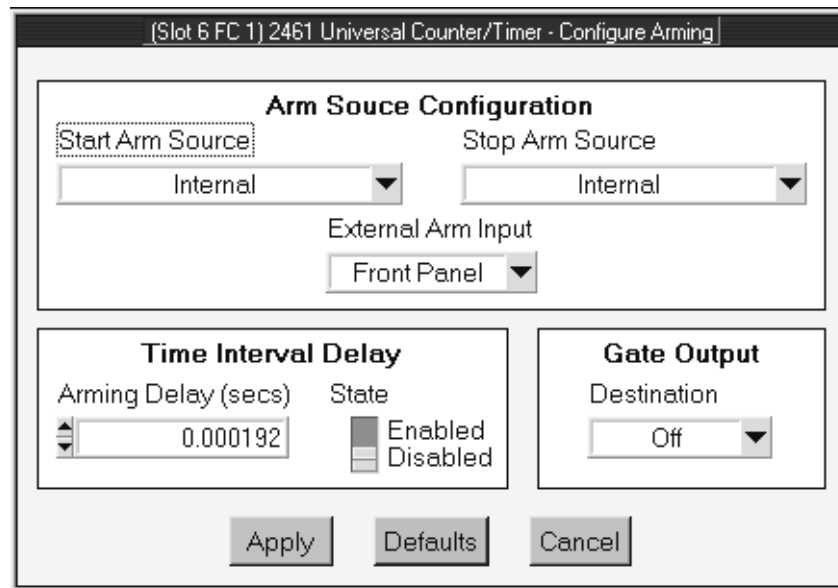 (Slot 6 FC 1) 2461 Universal Counter/Timer - Configure Arming
Arm Souce Configuration
Start Arm Source
Stop Arm Source
Internal
Internal
External Arm Input
Front Panel
Time Interval Delay
Gate Output
Arming Delay (secs)
State
Destination
0.000192
Enabled
Disabled
Off
Apply
Defaults
Cancel